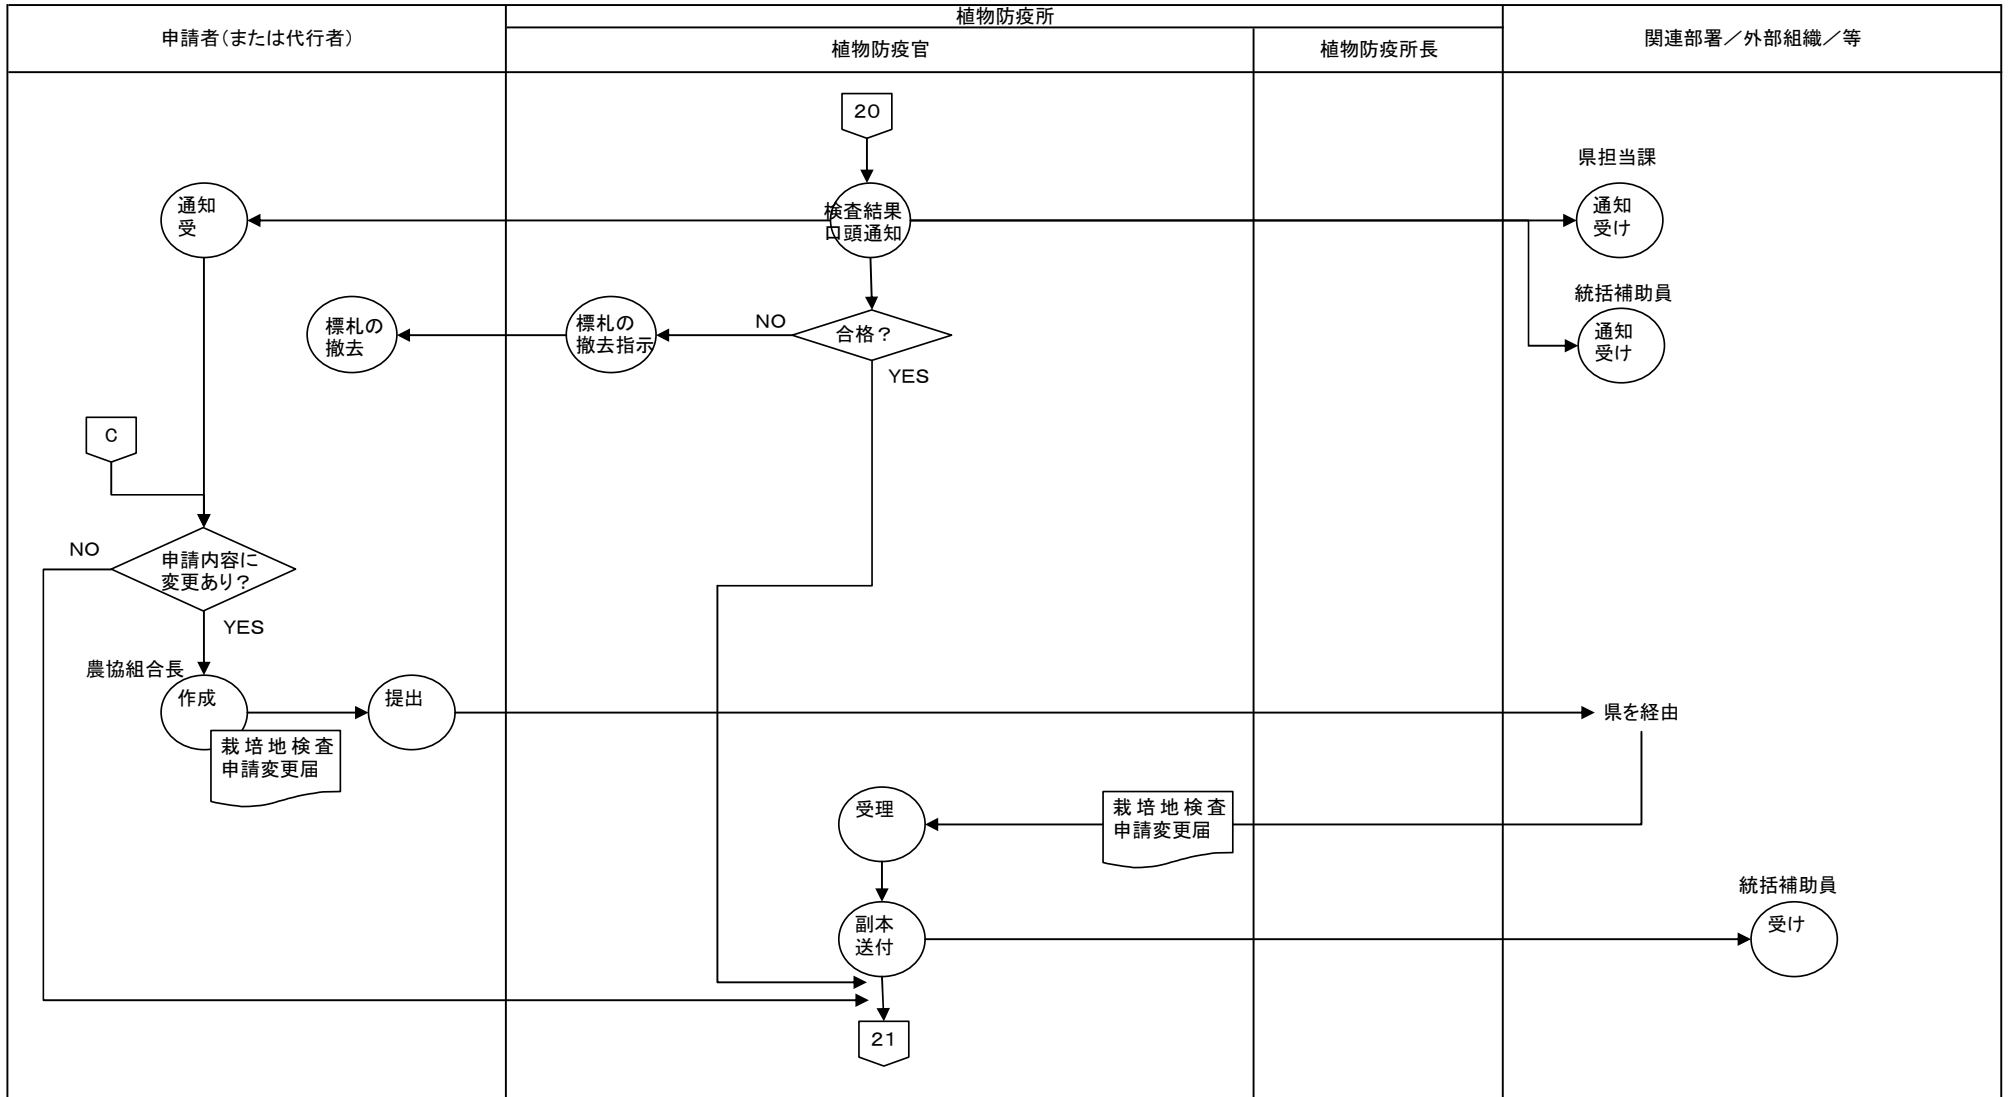 植物防疫所
申請者(または代行者)
植物防疫官
植物防疫所長
関連部署/外部組織/等
20
県担当課
通知
受
検査結果
口頭通知
通知
受け
統括補助員
標札の
撤去
標札の
撤去指示
NO
合格?
通知
受け
YES
C
NO
申請内容に
変更あり?
YES
農協組合長
作成
提出
県を経由
栽培地検査
申請変更届
受理
栽培地検査
申請変更届
統括補助員
副本
送付
受け
21